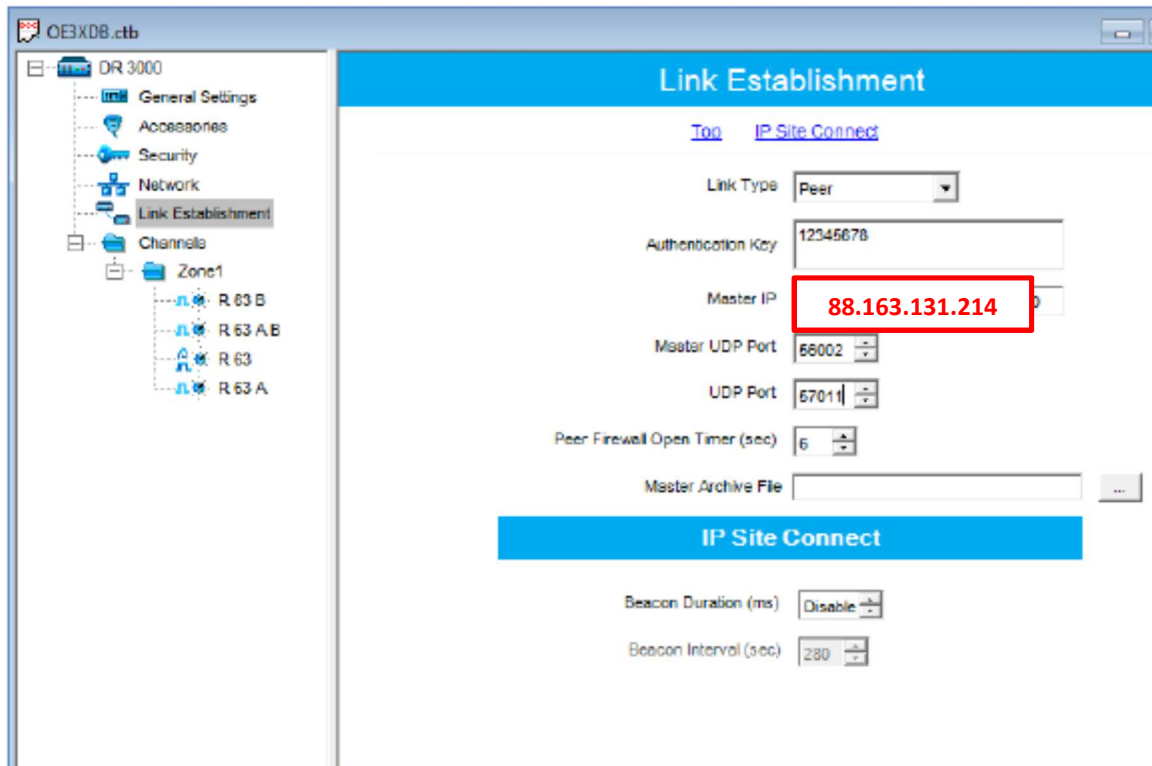 OE3XDB.ctb
DR 3000
General Settings
Accessories
Security
Network
Link Establishment
Channels
Zone1
R 63 B
R 63 A B
R 63
R 63 A
Link Establishment
Top IP Site Connect
Link Type Peer
Authentication Key 12345678
Master IP 88.163.131.214
Master UDP Port 56002
UDP Port 57011
Peer Firewall Open Timer (sec) 6
Master Archive File ...
IP Site Connect
Beacon Duration (ms) Disable
Beacon Interval (sec) 280